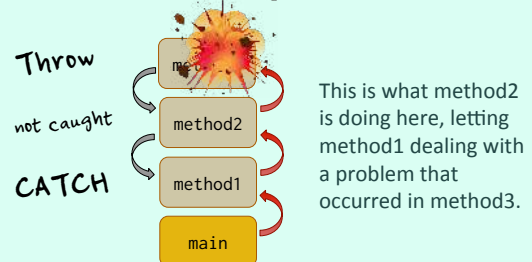 Throw
not caught
method2
CATCH
method1
main
This is what method2
is doing here, letting
method1 dealing with
a problem that
occurred in method3.